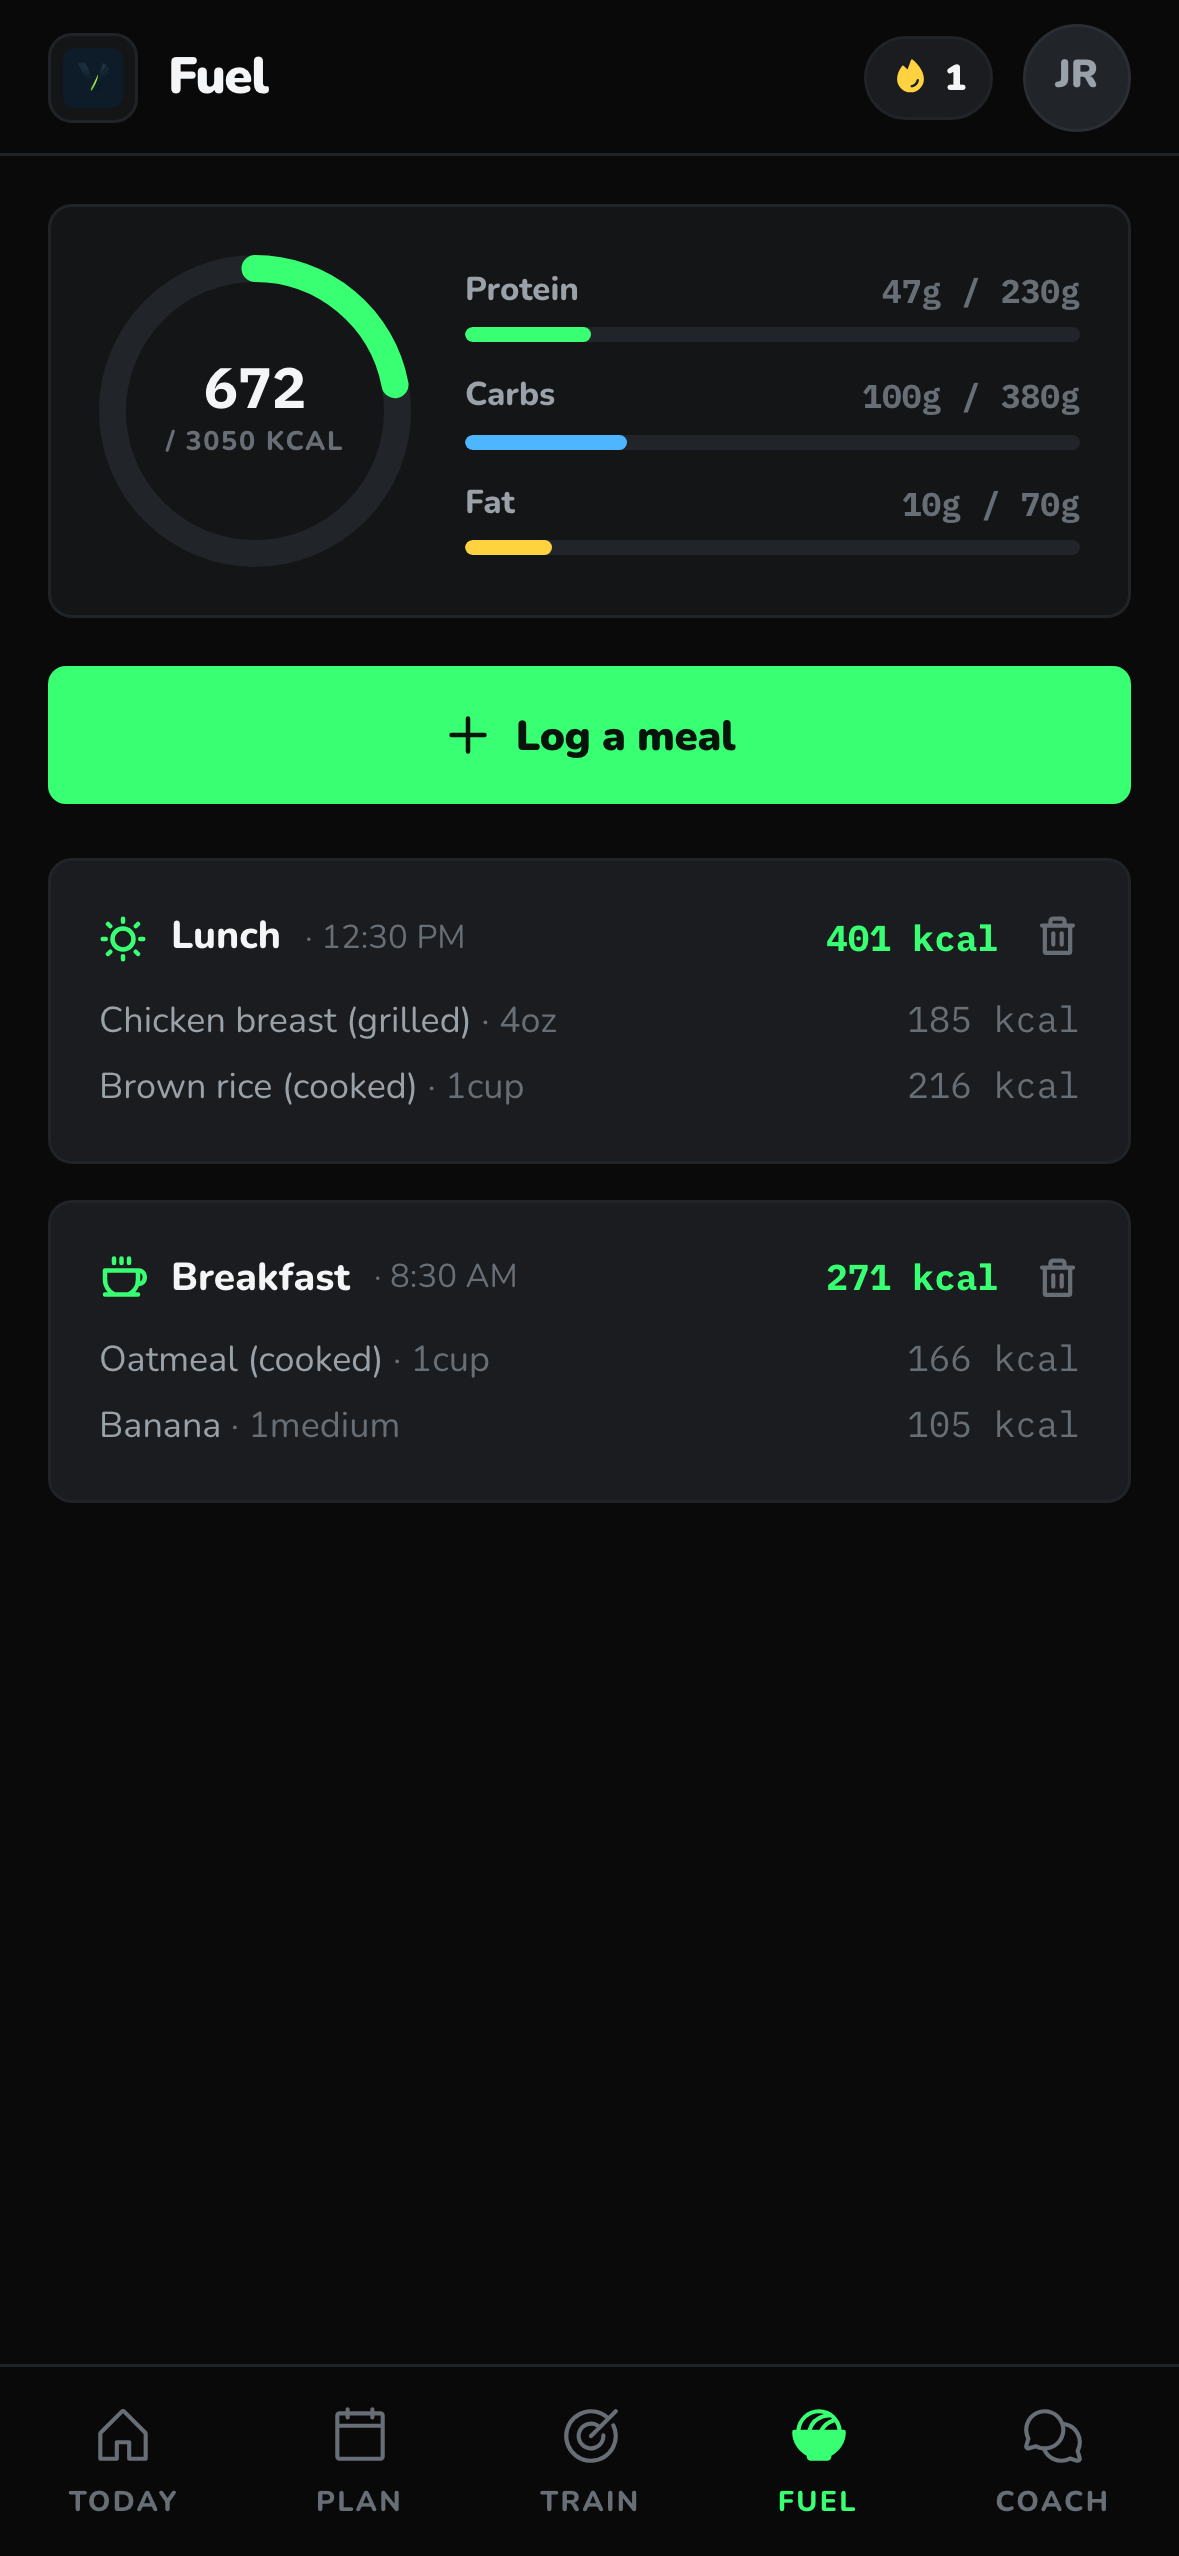 Fuel
1
JR
672
/ 3050 KCAL
Protein 47g / 230g
Carbs 100g / 380g
Fat 10g / 70g
Log a meal
Lunch · 12:30 PM 401 kcal
Chicken breast (grilled) · 4oz 185 kcal
Brown rice (cooked) · 1cup 216 kcal
Breakfast · 8:30 AM 271 kcal
Oatmeal (cooked) · 1cup 166 kcal
Banana · 1medium 105 kcal
TODAY PLAN TRAIN FUEL COACH